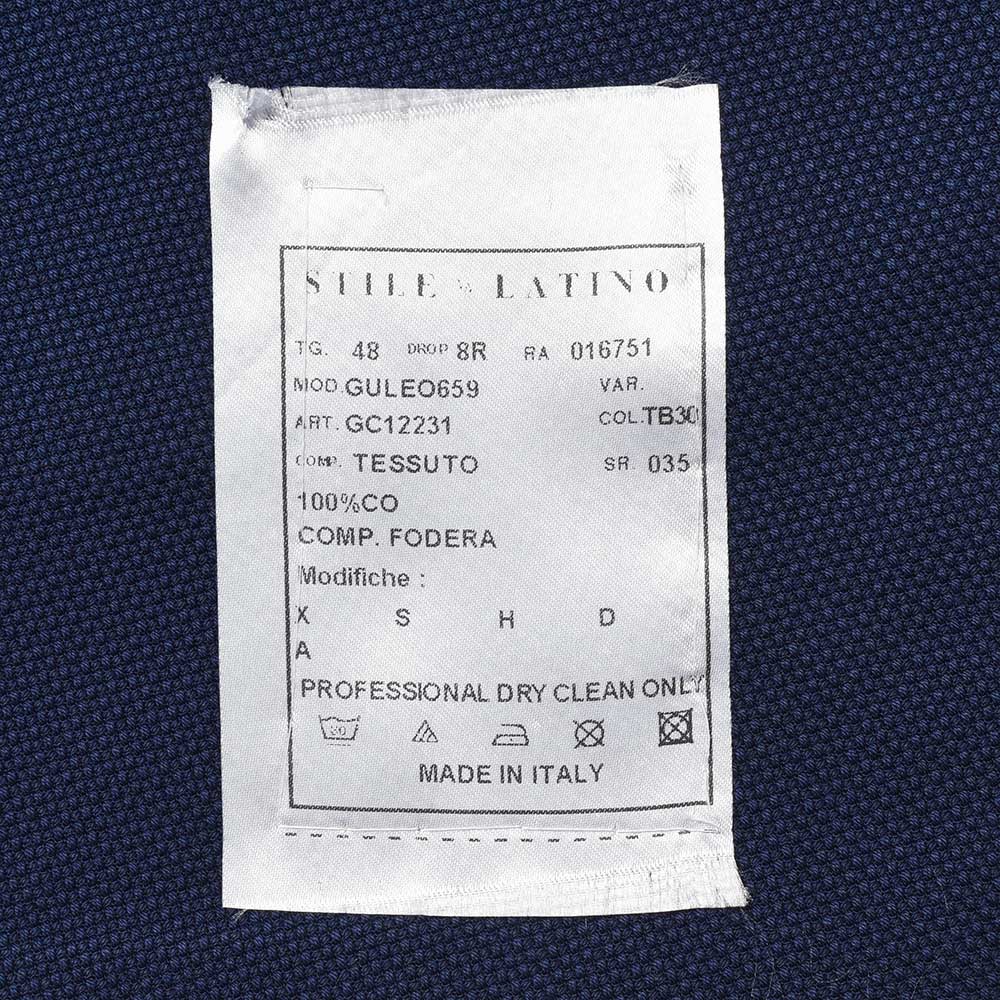 STILE LATINO
TG. 48 DROP 8R RA 016751
MOD. GULEO659 VAR.
ART. GC12231 COL. TB30
COMP. TESSUTO SR. 035
100%CO
COMP. FODERA
Modifiche :
X S H D
A
PROFESSIONAL DRY CLEAN ONLY
30
MADE IN ITALY